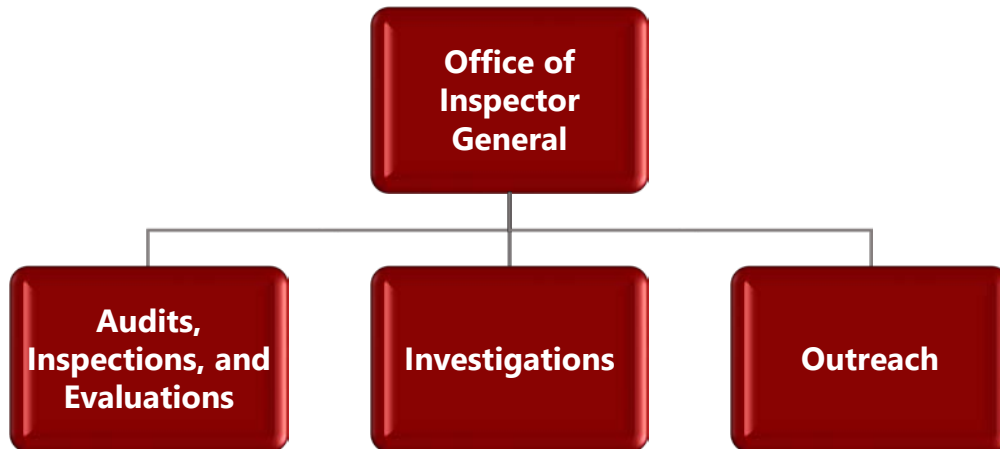 Office of
Inspector
General
Audits,
Inspections, and
Evaluations
Investigations
Outreach